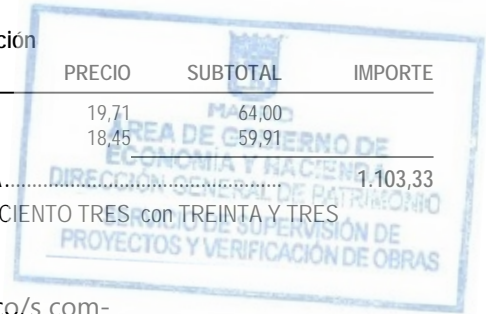 ción
PRECIO SUBTOTAL IMPORTE
19,71 64,00
18,45 59,91
A.................................................... 1.103,33
CIENTO TRES con TREINTA Y TRES
co/s com-
MADRID
ÁREA DE GOBIERNO DE
ECONOMÍA Y HACIENDA
DIRECCIÓN GENERAL DE PATRIMONIO
SERVICIO DE SUPERVISIÓN DE
PROYECTOS Y VERIFICACIÓN DE OBRAS